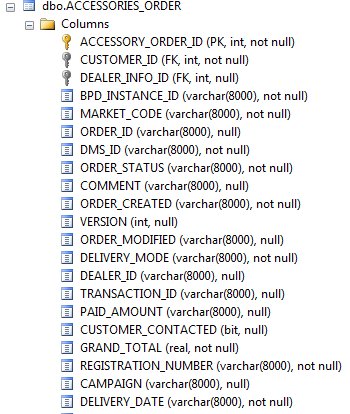 dbo.ACCESSORIES_ORDER
Columns
ACCESSORY_ORDER_ID (PK, int, not null)
CUSTOMER_ID (FK, int, not null)
DEALER_INFO_ID (FK, int, not null)
BPD_INSTANCE_ID (varchar(8000), not null)
MARKET_CODE (varchar(8000), not null)
ORDER_ID (varchar(8000), null)
DMS_ID (varchar(8000), not null)
ORDER_STATUS (varchar(8000), not null)
COMMENT (varchar(8000), null)
ORDER_CREATED (varchar(8000), not null)
VERSION (int, null)
ORDER_MODIFIED (varchar(8000), null)
DELIVERY_MODE (varchar(8000), not null)
DEALER_ID (varchar(8000), null)
TRANSACTION_ID (varchar(8000), null)
PAID_AMOUNT (varchar(8000), null)
CUSTOMER_CONTACTED (bit, null)
GRAND_TOTAL (real, not null)
REGISTRATION_NUMBER (varchar(8000), not null)
CAMPAIGN (varchar(8000), null)
DELIVERY_DATE (varchar(8000), not null)